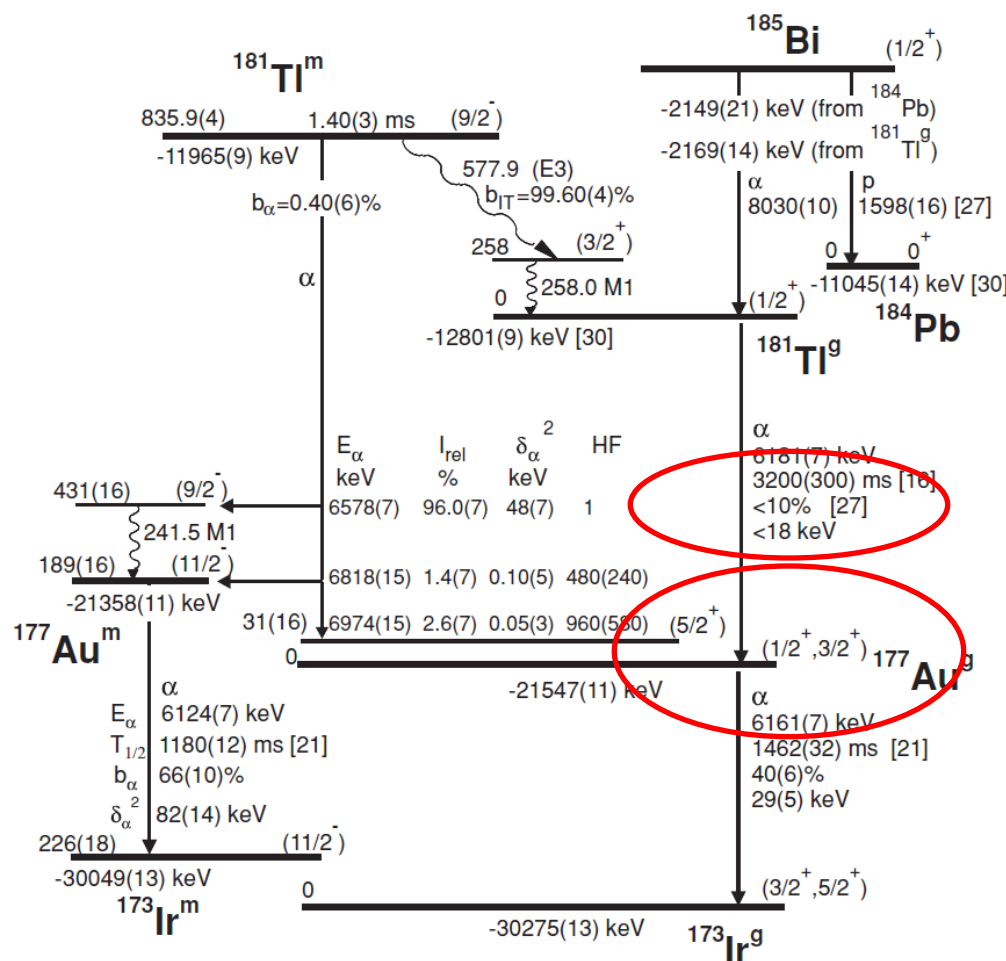 185Bi
(1/2+)
181Tlm
835.9(4) 1.40(3) ms (9/2-)
-11965(9) keV
-2149(21) keV (from 184Pb)
-2169(14) keV (from 181Tlg)
577.9 (E3)
bα=0.40(6)%
bIT=99.60(4)%
α
8030(10)
p
1598(16) [27]
258 (3/2+)
0 0+
α
258.0 M1
-11045(14) keV [30]
184Pb
0 (1/2+)
-12801(9) keV [30]
181Tlg
Eα Irel δα2 HF
keV % keV
α
6181(7) keV
3200(300) ms [16]
<10% [27]
<18 keV
431(16) (9/2-)
6578(7) 96.0(7) 48(7) 1
241.5 M1
189(16) (11/2-)
6818(15) 1.4(7) 0.10(5) 480(240)
-21358(11) keV
177Aum
31(16) 6974(15) 2.6(7) 0.05(3) 960(580) (5/2+)
0 (1/2+,3/2+)
177Aug
-21547(11) keV
α
Eα 6124(7) keV
T1/2 1180(12) ms [21]
bα 66(10)%
δα2 82(14) keV
α
6161(7) keV
1462(32) ms [21]
40(6)%
29(5) keV
226(18) (11/2-)
-30049(13) keV
173Irm
0 (3/2+,5/2+)
-30275(13) keV
173Irg